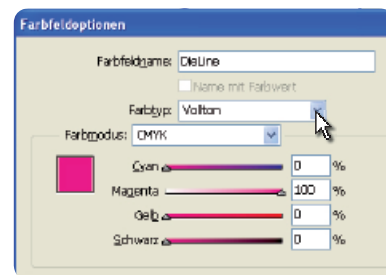 Farbfeldoptionen
Farbfeldname: DieLine
Name mit Farbwert
Farbtyp: Vollton
Farbmodus: CMYK
Cyan 0 %
Magenta 100 %
Gelb 0 %
Schwarz 0 %